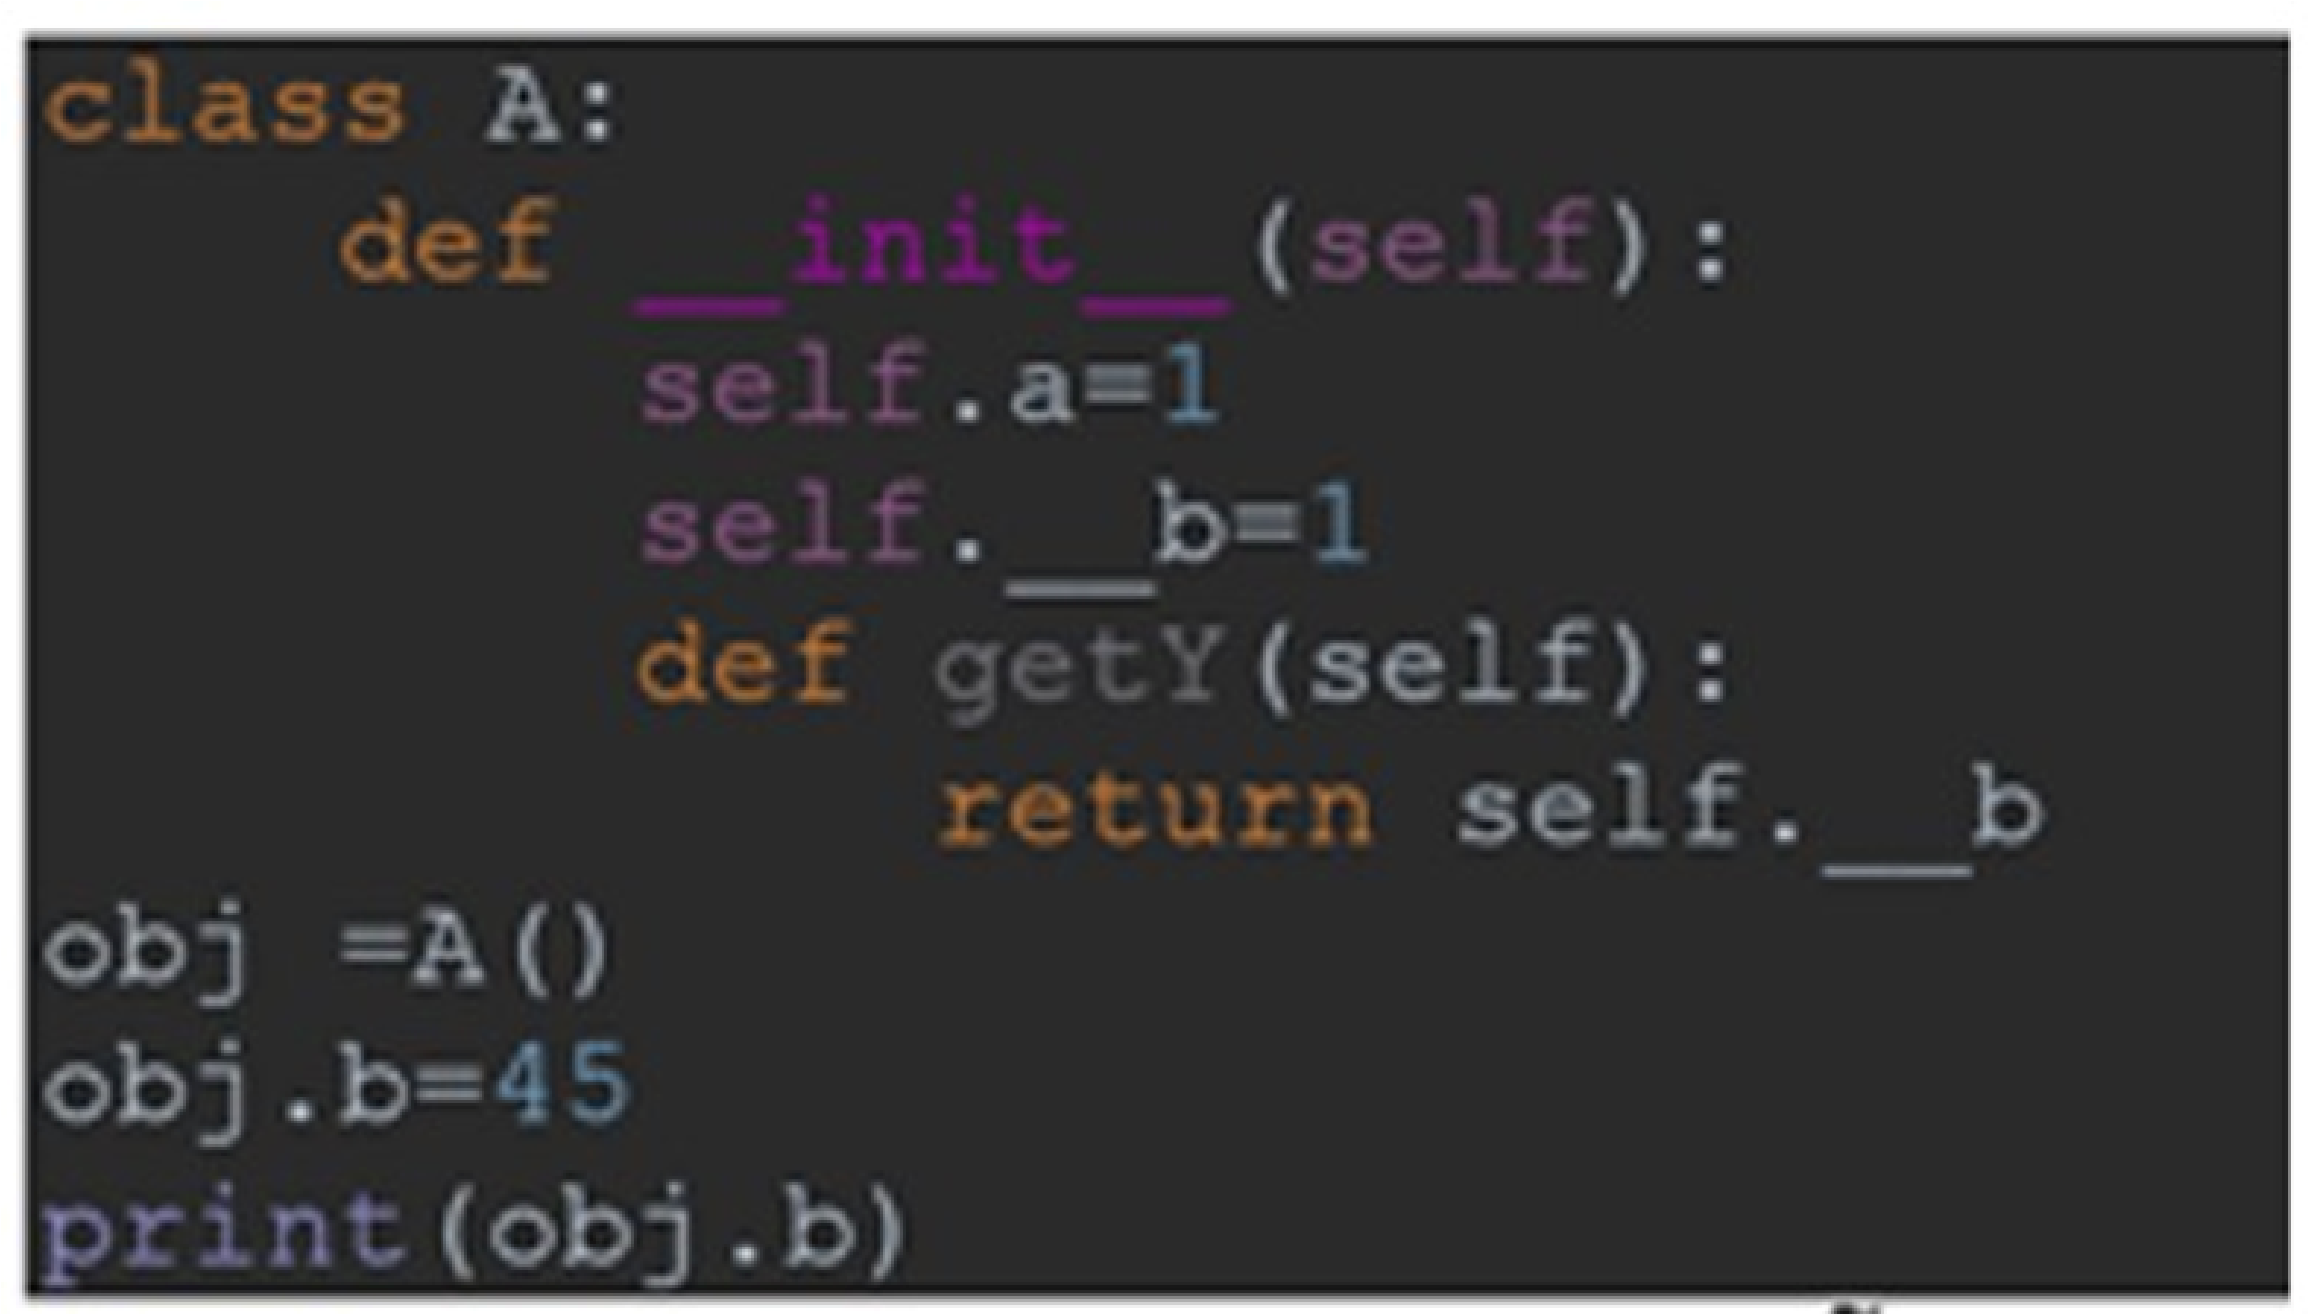 class A:
    def __init__(self):
        self.a=1
        self.__b=1
        def getY(self):
            return self.__b
obj =A()
obj.b=45
print(obj.b)